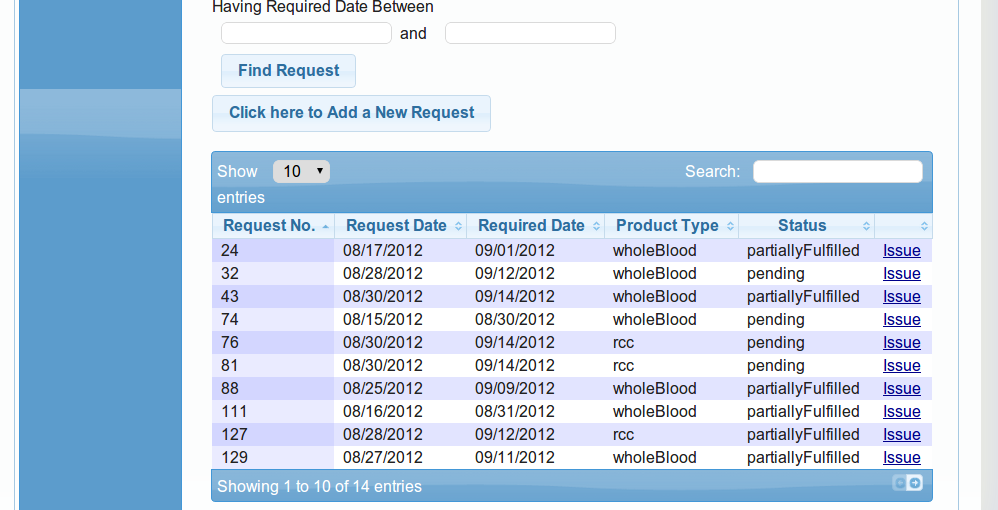 Having Required Date Between
and
Find Request
Click here to Add a New Request
Show 10 Search:
entries
Request No. Request Date Required Date Product Type Status
24 08/17/2012 09/01/2012 wholeBlood partiallyFulfilled Issue
32 08/28/2012 09/12/2012 wholeBlood pending Issue
43 08/30/2012 09/14/2012 wholeBlood partiallyFulfilled Issue
74 08/15/2012 08/30/2012 wholeBlood pending Issue
76 08/30/2012 09/14/2012 rcc pending Issue
81 08/30/2012 09/14/2012 rcc pending Issue
88 08/25/2012 09/09/2012 wholeBlood partiallyFulfilled Issue
111 08/16/2012 08/31/2012 wholeBlood partiallyFulfilled Issue
127 08/28/2012 09/12/2012 rcc partiallyFulfilled Issue
129 08/27/2012 09/11/2012 wholeBlood partiallyFulfilled Issue
Showing 1 to 10 of 14 entries